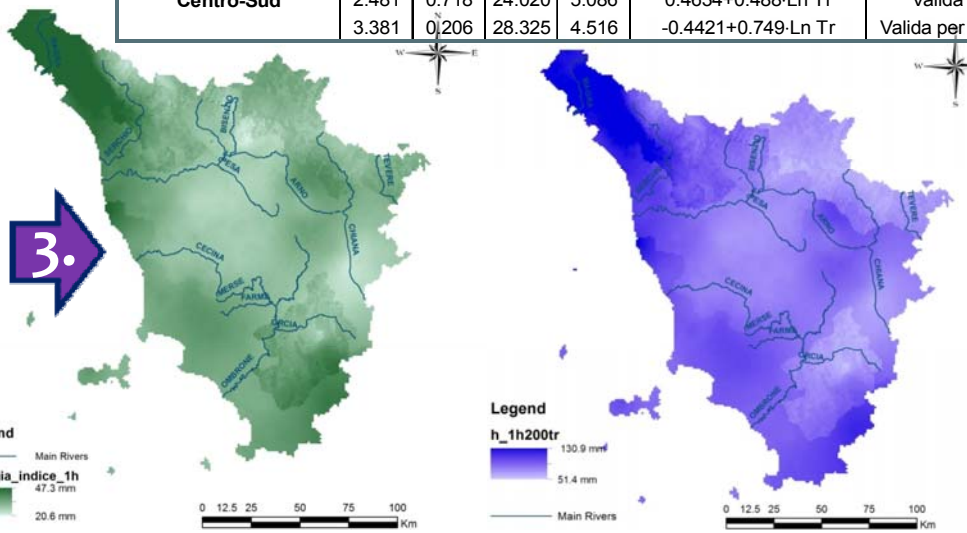 Centro-Sud 2.481 0.718 24.020 5.086 0.4634+0.488·Ln Tr Valida
3.381 0.206 28.325 4.516 -0.4421+0.749·Ln Tr Valida per
N
W E
S
N
W
S
3.
SERCHIO
BISENZIO
PESA
ARNO
TEVERE
CHIANA
CECINA
MERSE
FARMA
ORCIA
OMBRONE
BISENZIO
PESA
ARNO
TEVERE
CHIANA
CECINA
MERSE
FARMA
ORCIA
OMBRONE
nd
Main Rivers
ia_indice_1h
47.3 mm
20.6 mm
0 12.5 25 50 75 100
Km
Legend
h_1h200tr
130.9 mm
51.4 mm
Main Rivers
0 12.5 25 50 75 100
Km